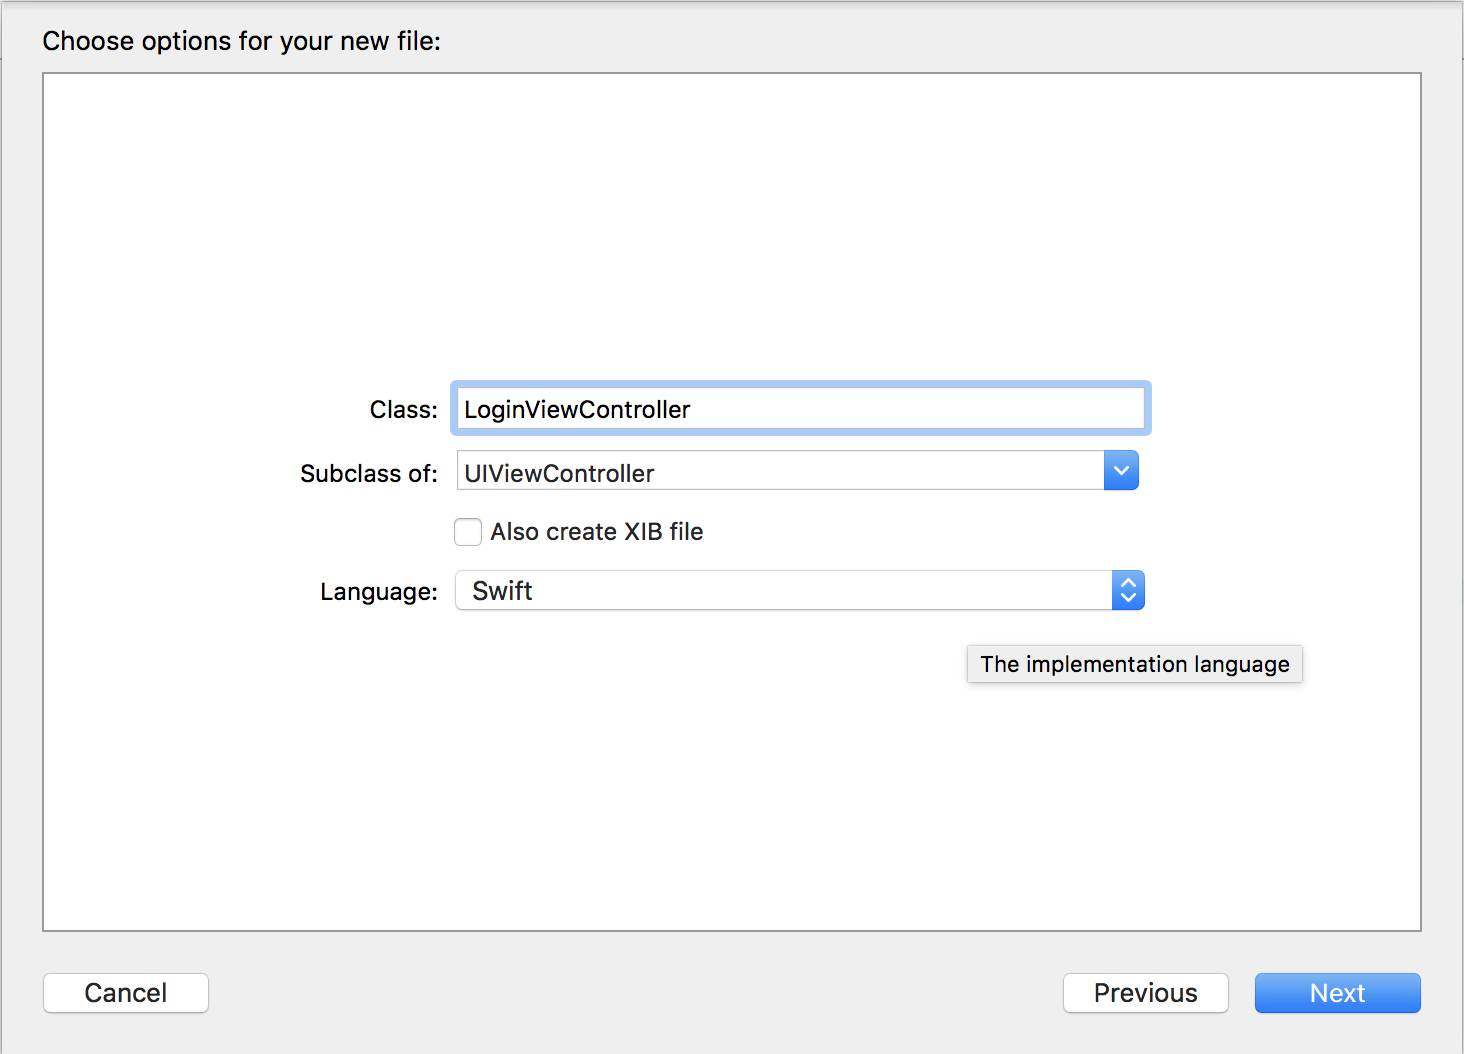 Choose options for your new file:
Class: LoginViewController
Subclass of: UIViewController
Also create XIB file
Language: Swift
The implementation language
Cancel Previous Next